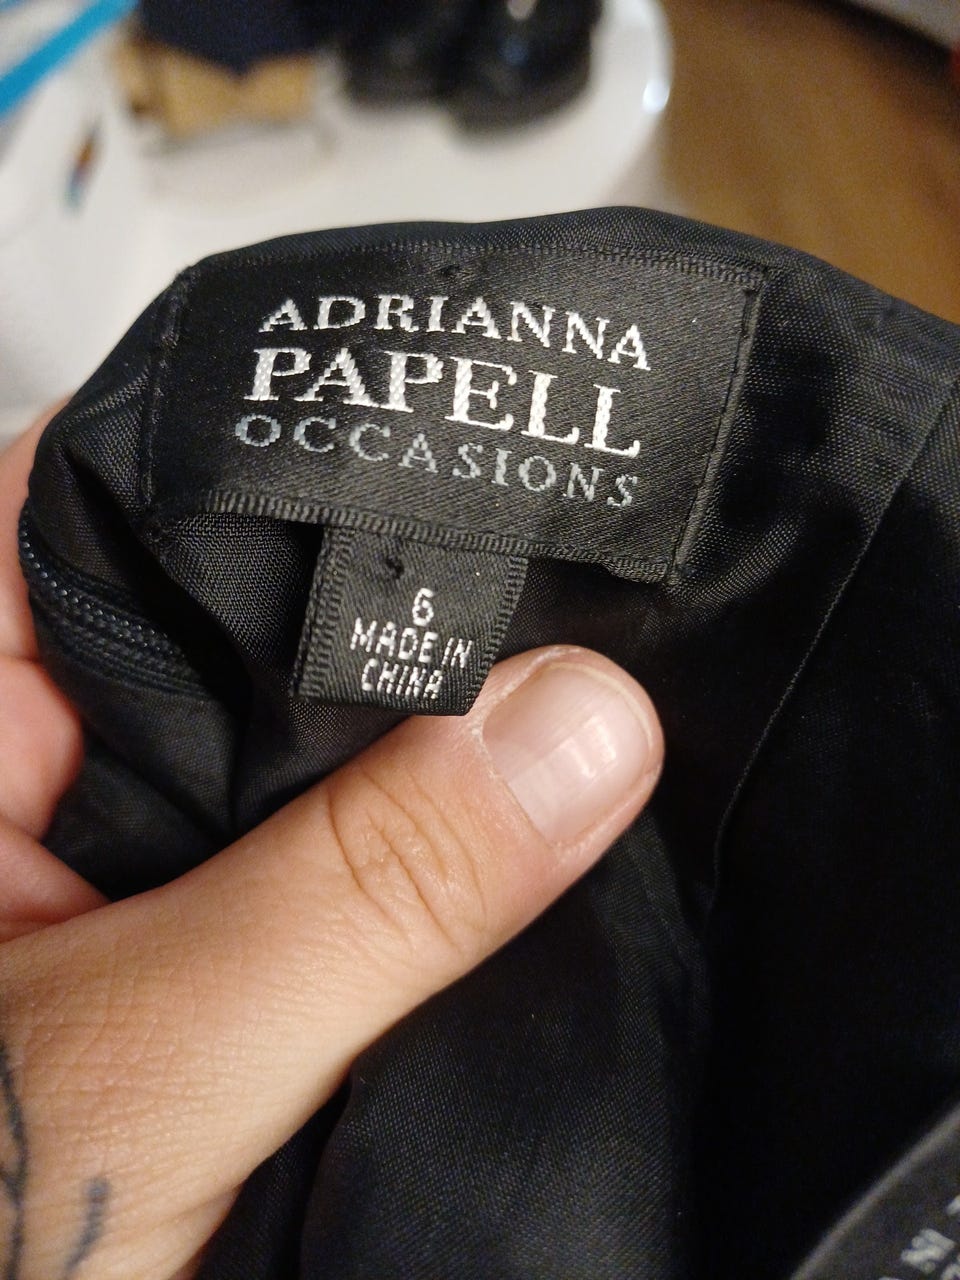 ADRIANNA
PAPELL
OCCASIONS
6
MADE IN
CHINA